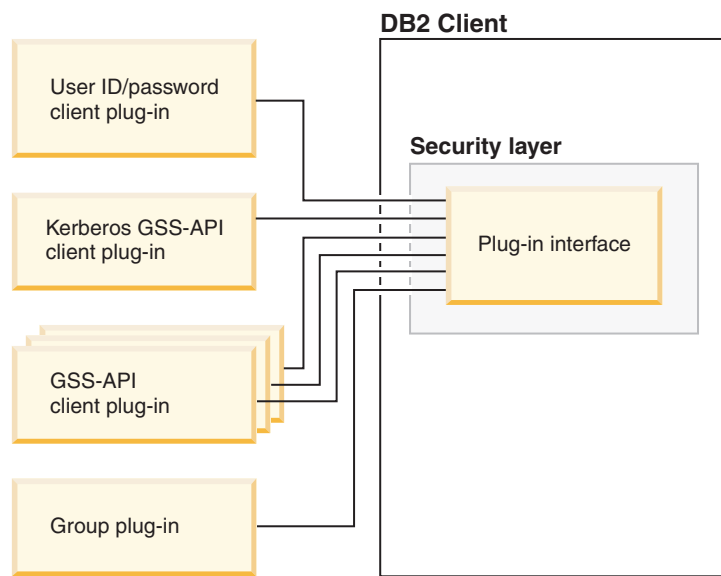 DB2 Client
User ID/password
client plug-in
Security layer
Kerberos GSS-API
client plug-in
Plug-in interface
GSS-API
client plug-in
Group plug-in